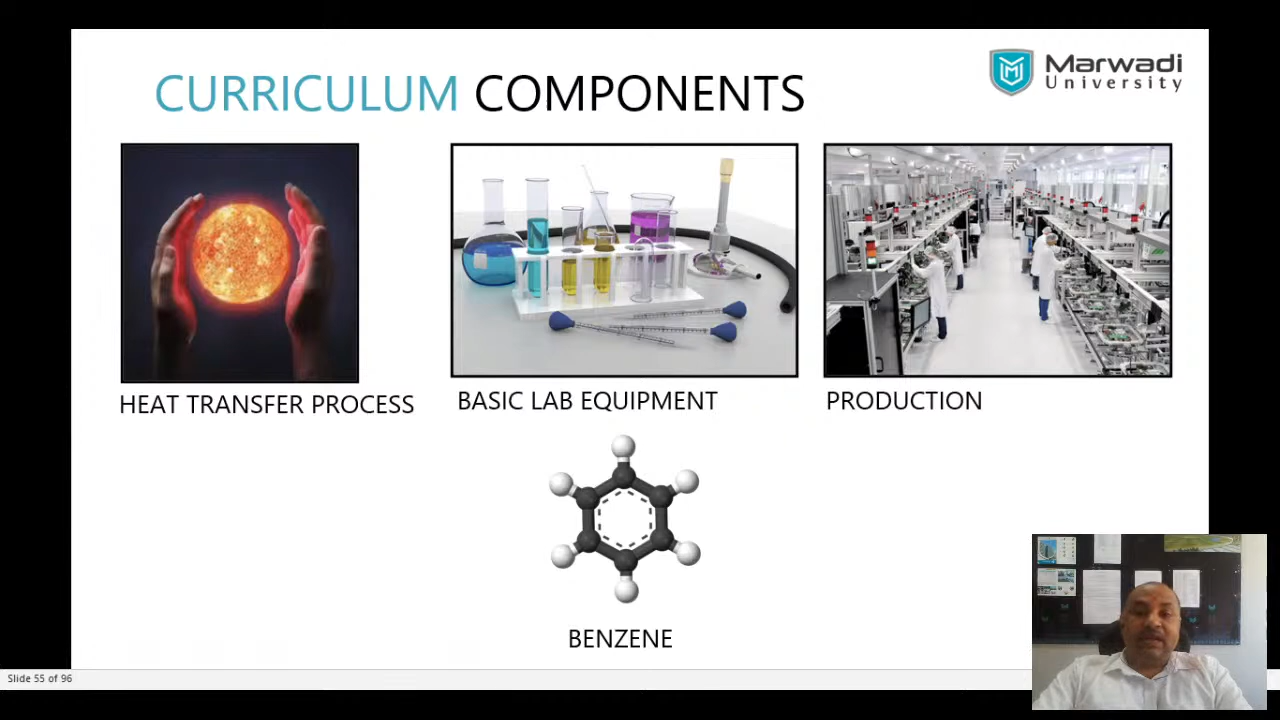 CURRICULUM COMPONENTS
Marwadi
University
HEAT TRANSFER PROCESS
BASIC LAB EQUIPMENT
PRODUCTION
BENZENE
Slide 55 of 96